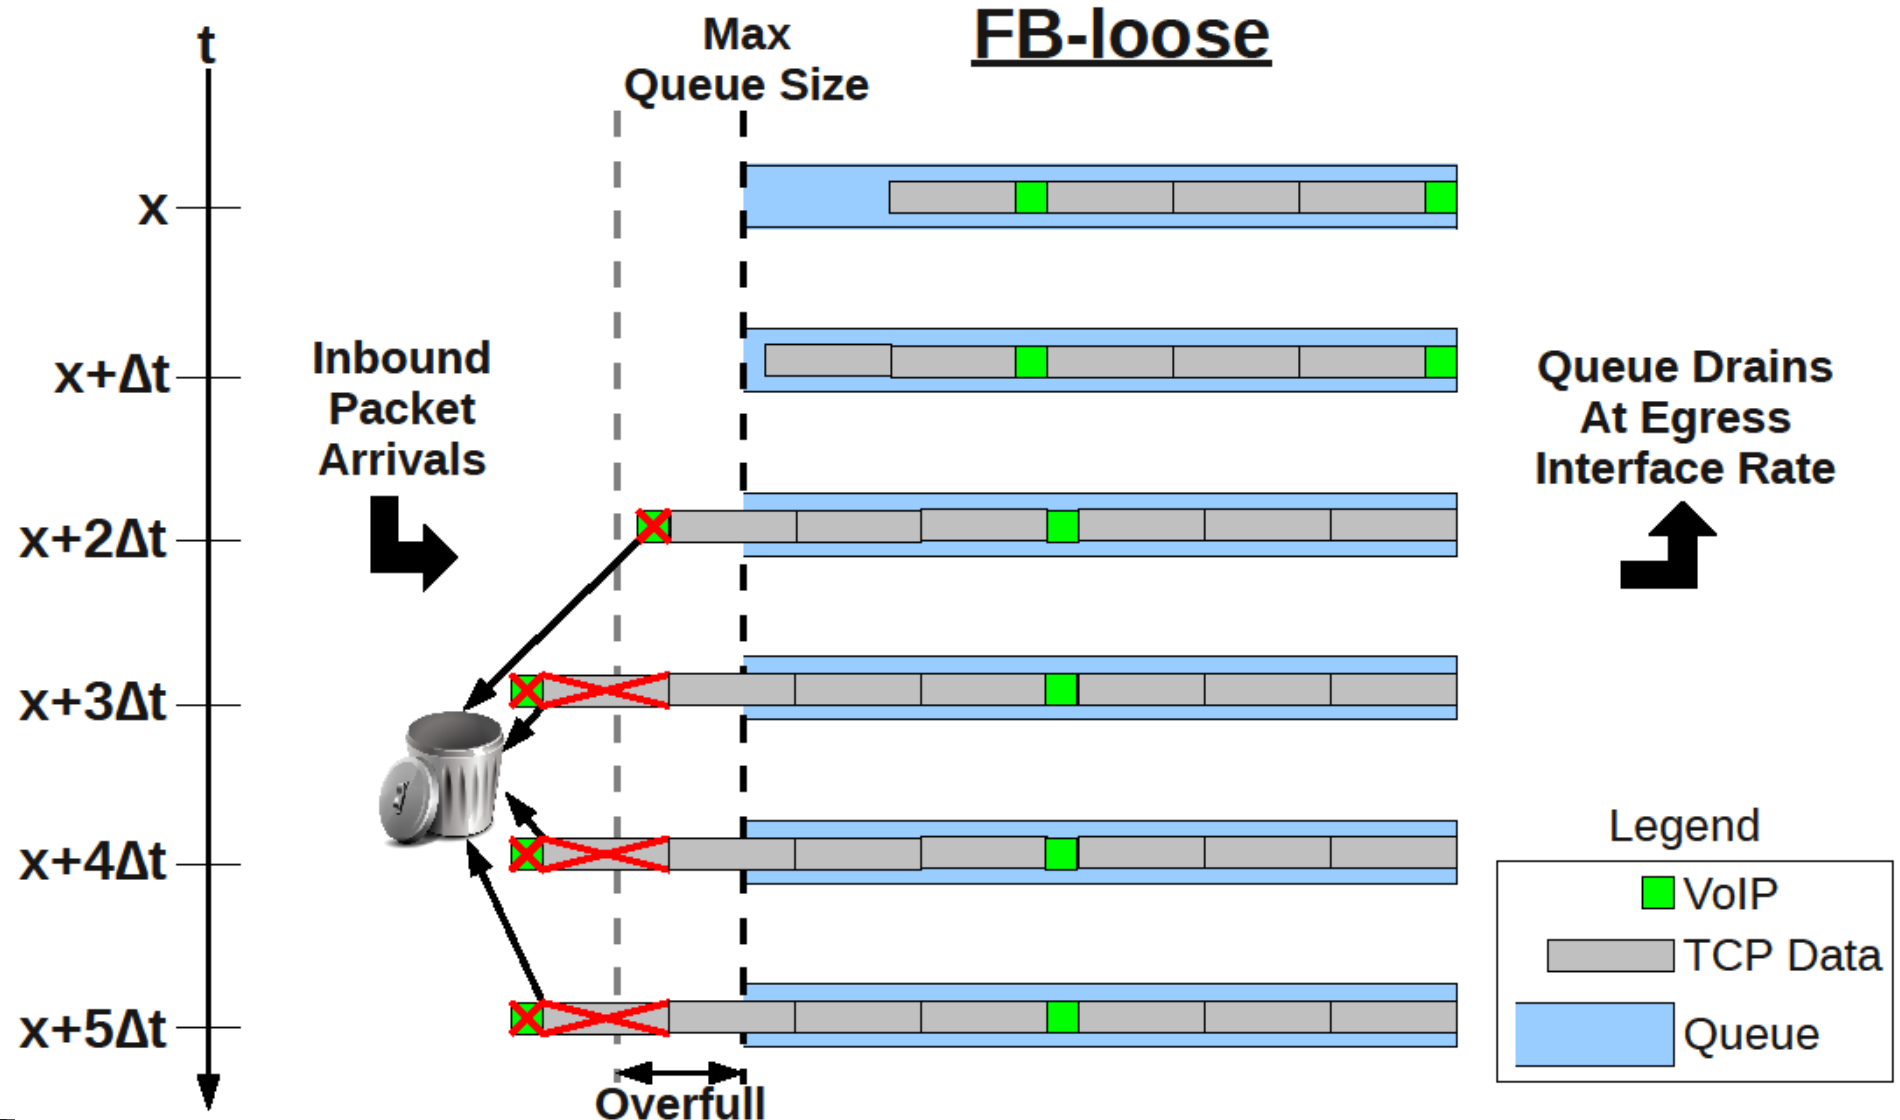 FB-loose
t
Max
Queue Size
x
x+Δt
Inbound
Packet
Arrivals
Queue Drains
At Egress
Interface Rate
x+2Δt
x+3Δt
x+4Δt
x+5Δt
Overfull
Legend
VoIP
TCP Data
Queue